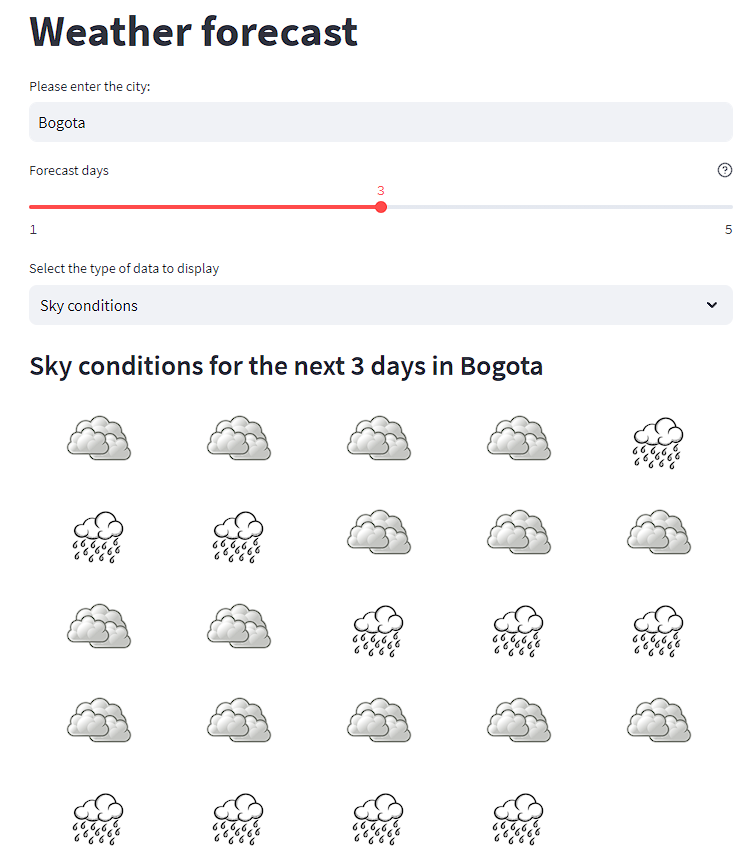 Weather forecast
Please enter the city:
Bogota
Forecast days
3
1 5
Select the type of data to display
Sky conditions
Sky conditions for the next 3 days in Bogota